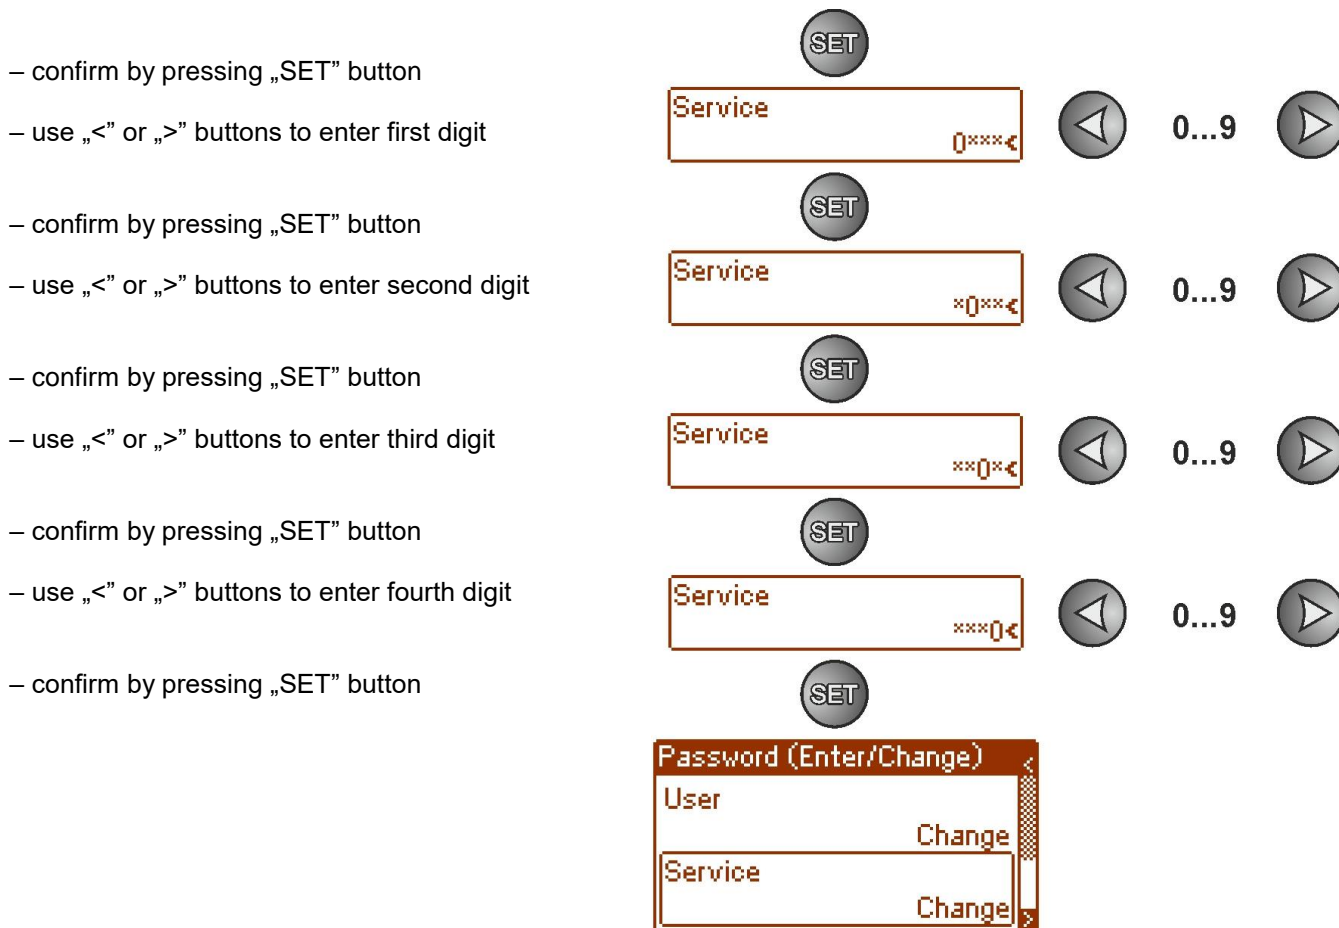 SET
– confirm by pressing „SET” button
Service
– use „<” or „>” buttons to enter first digit
0***<
0...9
SET
– confirm by pressing „SET” button
Service
– use „<” or „>” buttons to enter second digit
*0**<
0...9
SET
– confirm by pressing „SET” button
Service
– use „<” or „>” buttons to enter third digit
**0*<
0...9
SET
– confirm by pressing „SET” button
Service
– use „<” or „>” buttons to enter fourth digit
***0<
0...9
– confirm by pressing „SET” button
SET
Password (Enter/Change) <
User
Change
Service
Change >